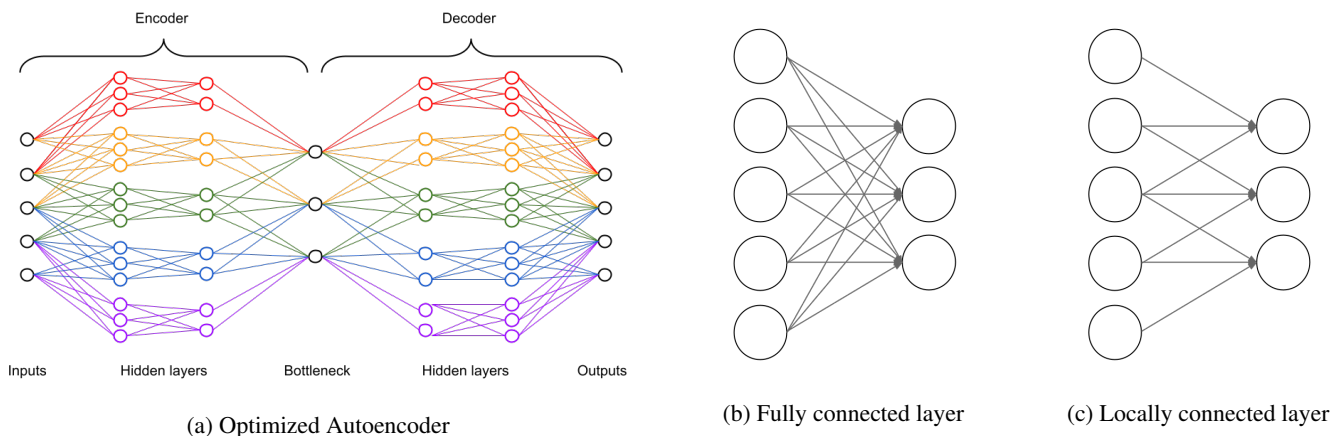 Encoder
Decoder
Inputs
Hidden layers
Bottleneck
Hidden layers
Outputs
(a) Optimized Autoencoder
(b) Fully connected layer
(c) Locally connected layer